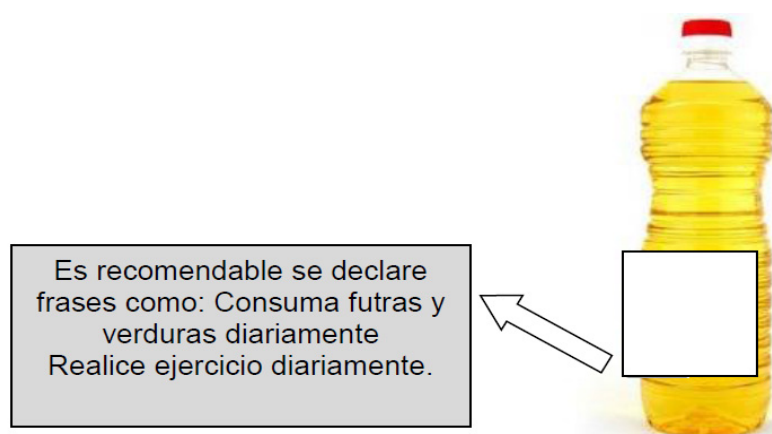 Es recomendable se declare
frases como: Consuma futras y
verduras diariamente
Realice ejercicio diariamente.